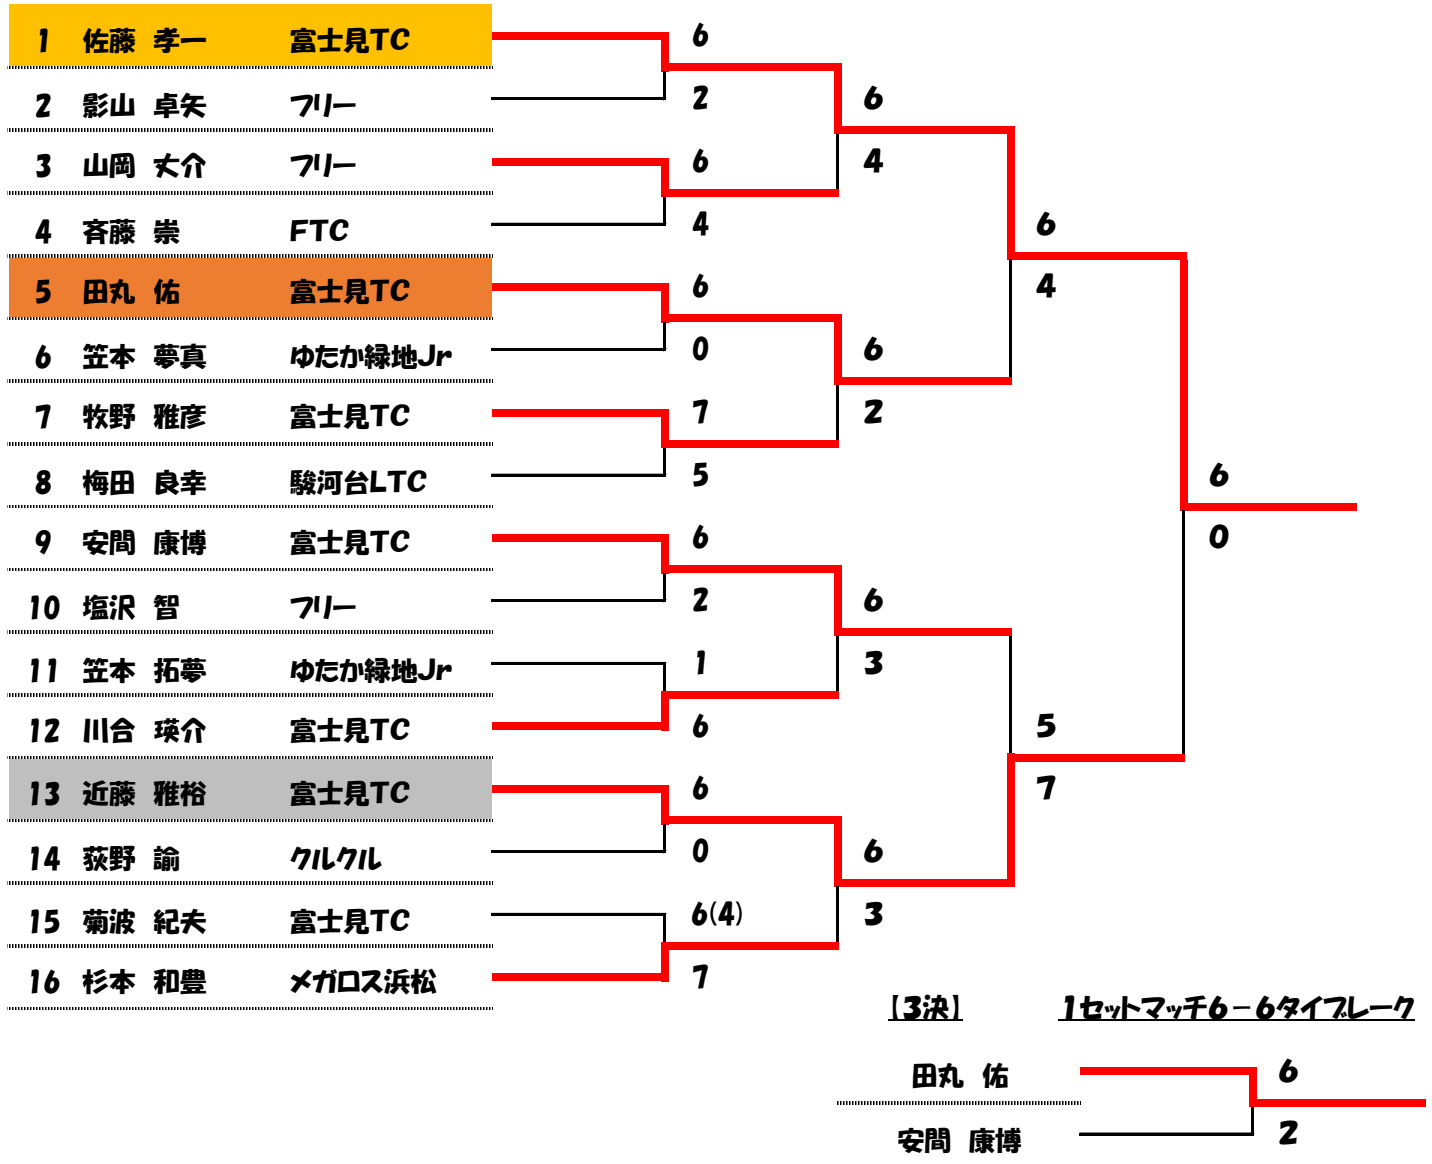 1 佐藤 孝一 富士見TC
6
2 影山 卓矢 フリー
2
6
3 山岡 丈介 フリー
6
4
4 斉藤 崇 FTC
4
6
5 田丸 佑 富士見TC
6
4
6 笠本 夢真 ゆたか緑地Jr
0
6
7 牧野 雅彦 富士見TC
7
2
8 梅田 良幸 駿河台LTC
5
6
9 安間 康博 富士見TC
6
0
10 塩沢 智 フリー
2
6
11 笠本 拓夢 ゆたか緑地Jr
1
3
12 川合 瑛介 富士見TC
6
5
13 近藤 雅裕 富士見TC
6
7
14 荻野 諭 クルクル
0
6
15 菊波 紀夫 富士見TC
6(4)
3
16 杉本 和豊 メガロス浜松
7
【3決】 1セットマッチ6-6タイブレーク
田丸 佑
6
安間 康博
2